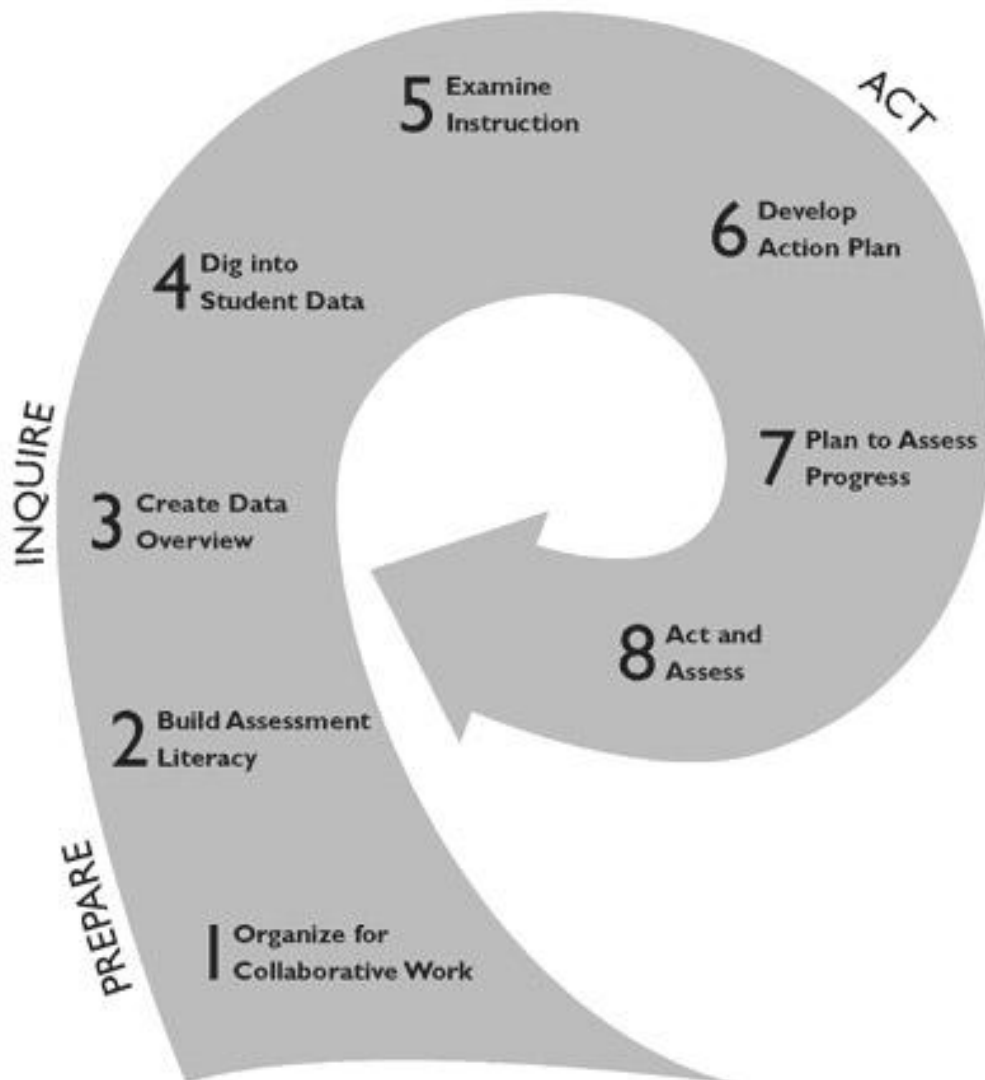 ACT
5 Examine
Instruction
6 Develop
Action Plan
4 Dig into
Student Data
INQUIRE
7 Plan to Assess
Progress
3 Create Data
Overview
8 Act and
Assess
2 Build Assessment
Literacy
PREPARE
1 Organize for
Collaborative Work